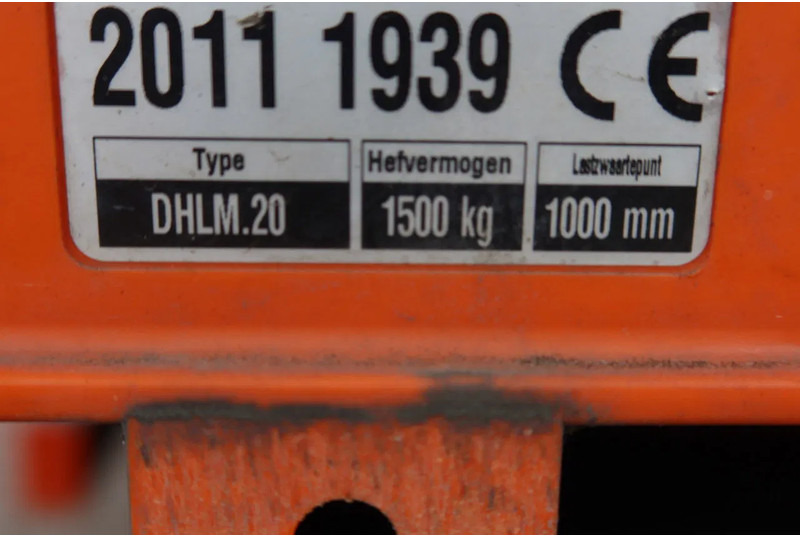 2011 1939 CE
Type Hefvermogen Lastzwaartepunt
DHLM.20 1500 kg 1000 mm